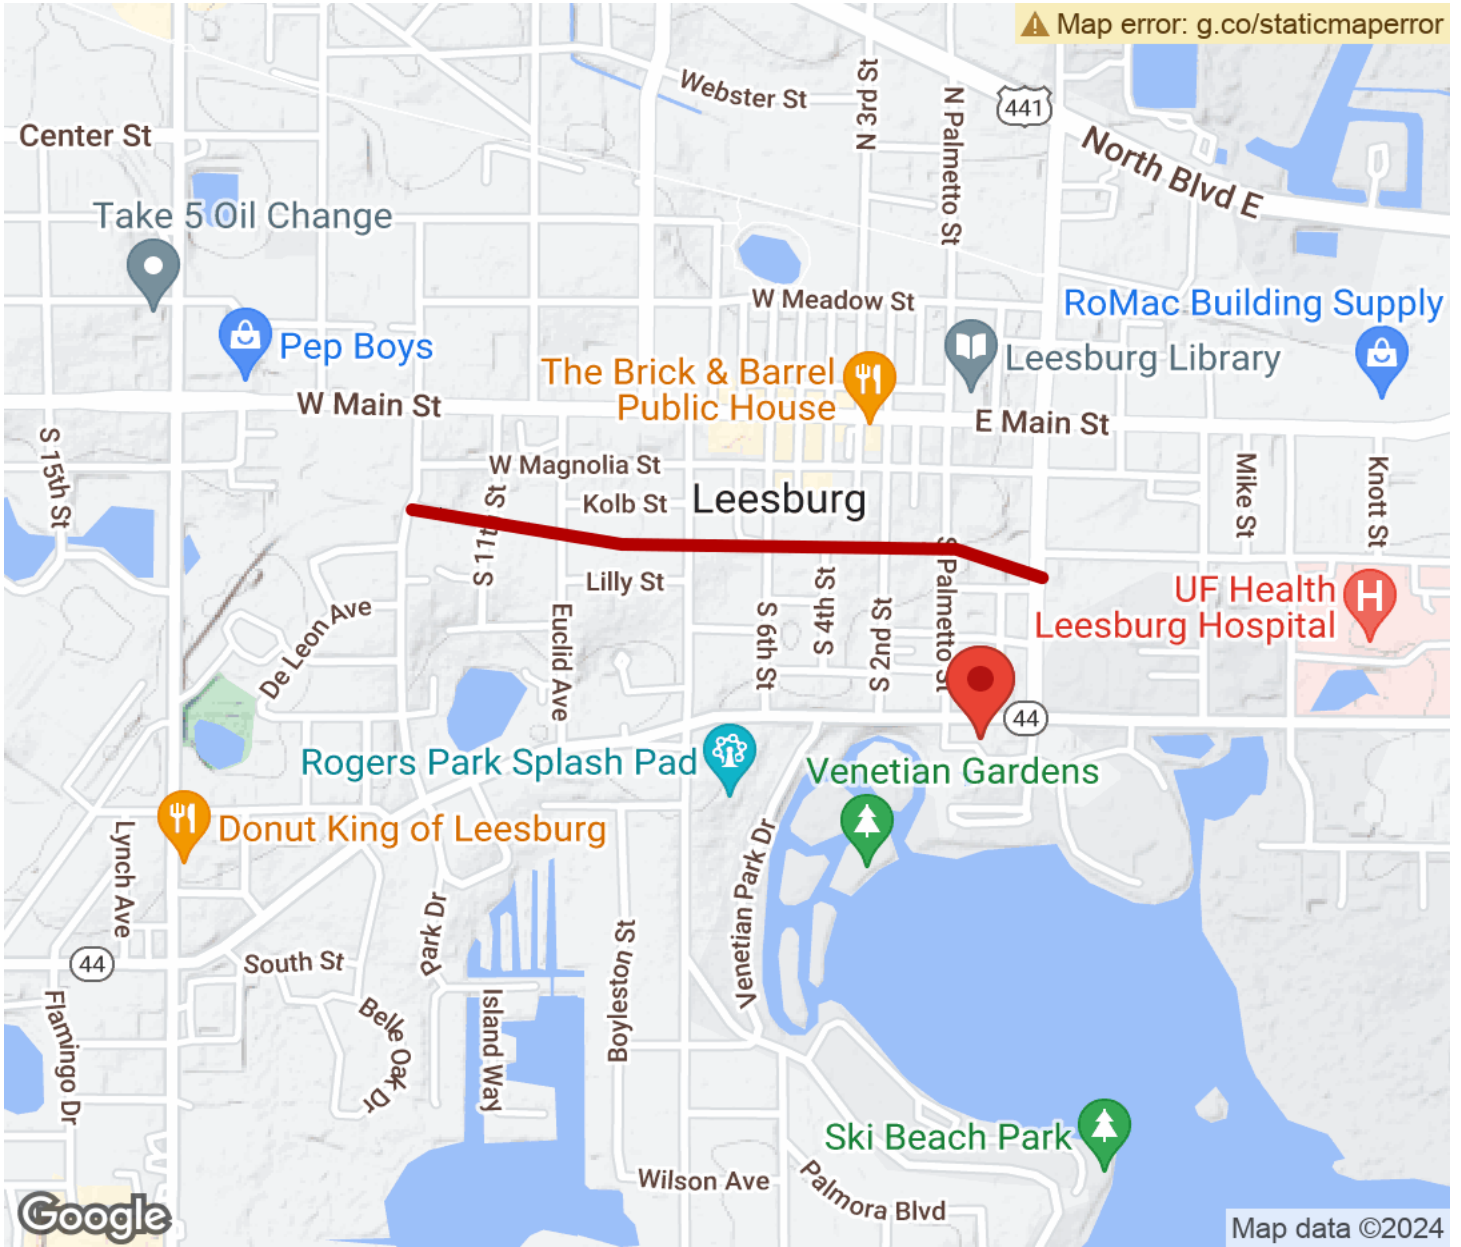 Map error: g.co/staticmaperror
Webster St
N 3rd St
N Palmetto St
441
North Blvd E
Center St
Take 5 Oil Change
W Meadow St
RoMac Building Supply
Pep Boys
Leesburg Library
The Brick & Barrel
Public House
W Main St
E Main St
S 15th St
W Magnolia St
Kolb St
Leesburg
Mike St
Knott St
S 11th St
Lilly St
S Palmetto St
UF Health
Leesburg Hospital
H
De Leon Ave
Euclid Ave
S 6th St
S 4th St
S 2nd St
44
Rogers Park Splash Pad
Venetian Gardens
Donut King of Leesburg
Lynch Ave
Venetian Park Dr
Park Dr
Boyleston St
44
South St
Flamingo Dr
Belle Oak Dr
Island Way
Ski Beach Park
Wilson Ave
Palmora Blvd
Google
Map data ©2024